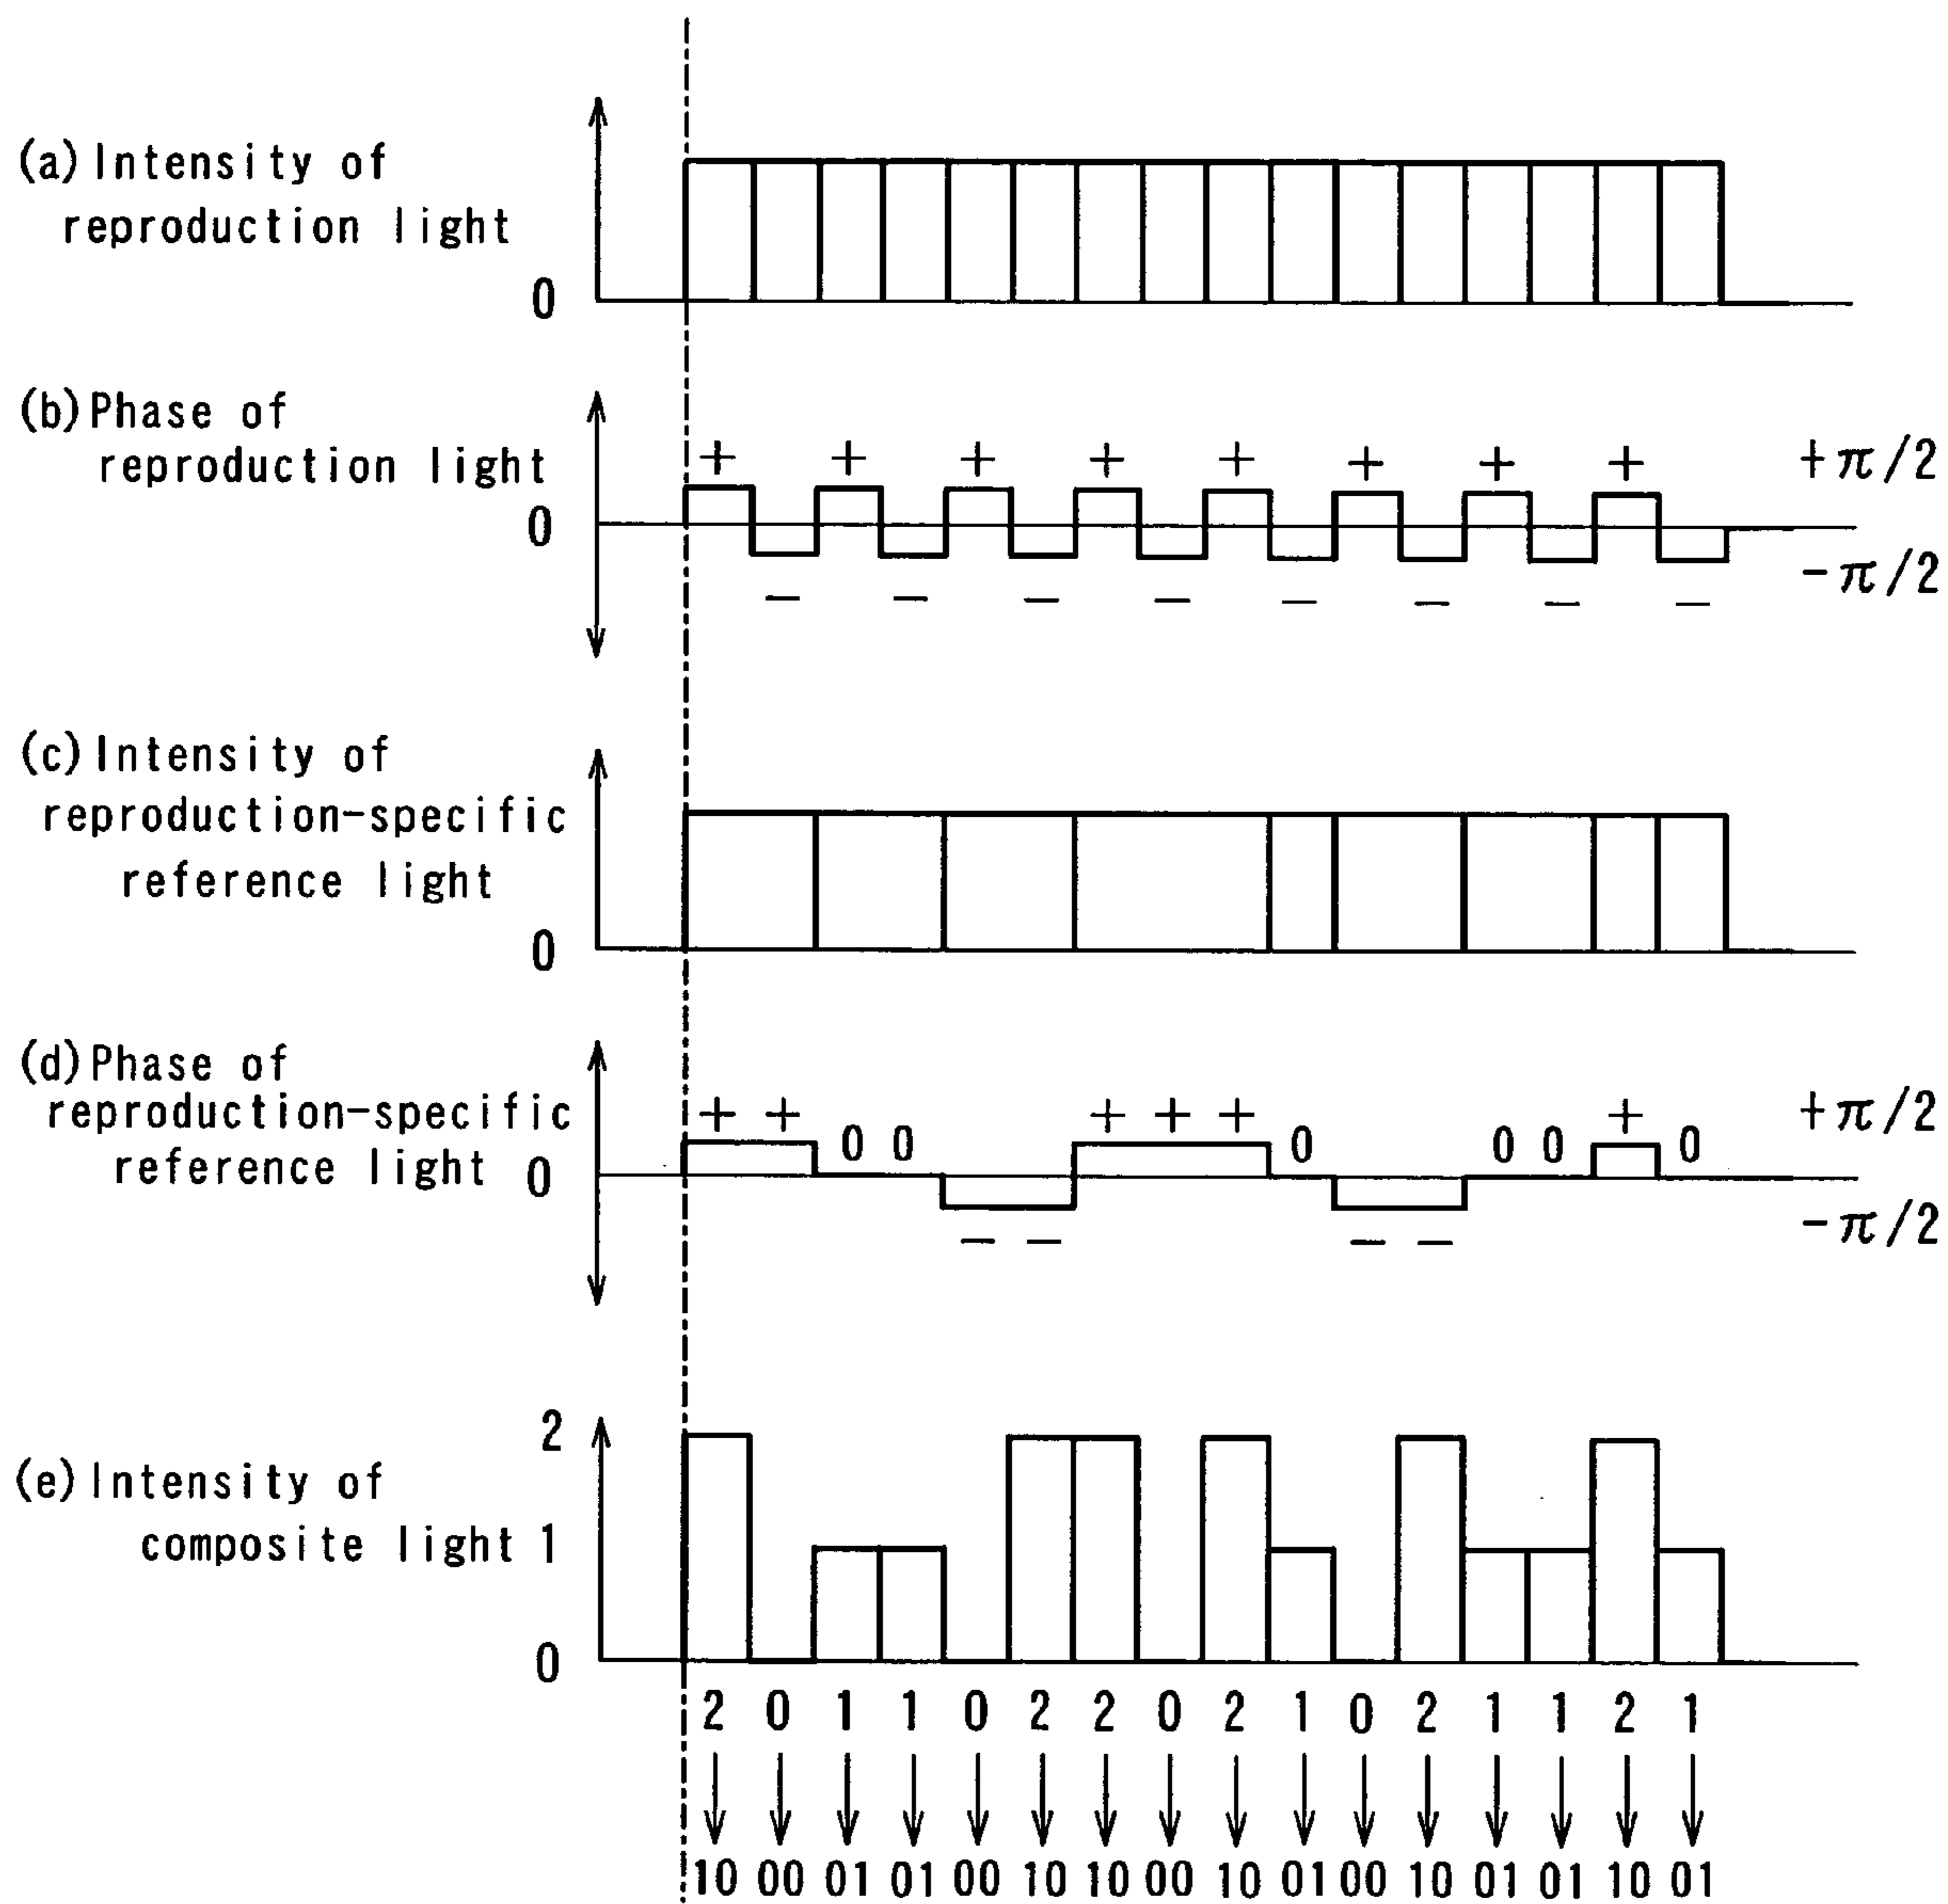 (a) Intensity of
reproduction light
0
(b) Phase of
reproduction light
0
+ + + + + + + +
+π/2
− − − − − − − −
−π/2
(c) Intensity of
reproduction-specific
reference light
0
(d) Phase of
reproduction-specific
reference light 0
+ + 0 0 + + + 0 0 0 + 0
+π/2
− − − −
−π/2
2
(e) Intensity of
composite light 1
0
2 0 1 1 0 2 2 0 2 1 0 2 1 1 2 1
10 00 01 01 00 10 10 00 10 01 00 10 01 01 10 01